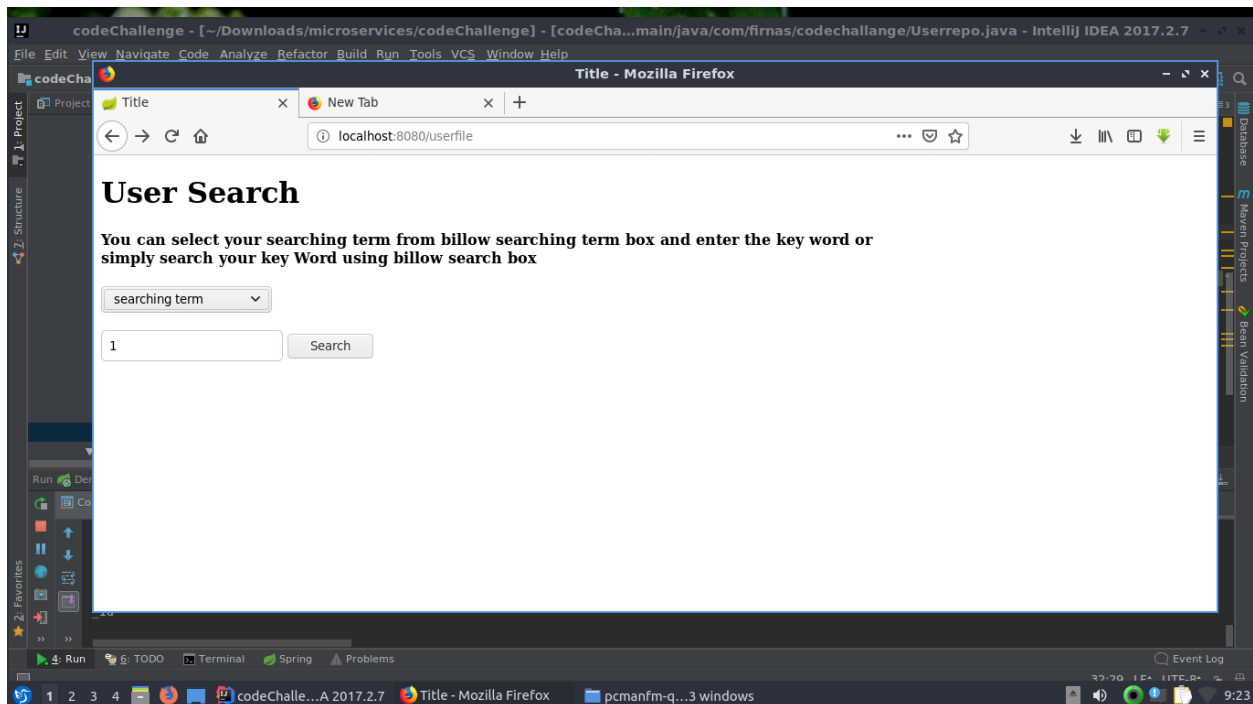 codeChallenge - [~/Downloads/microservices/codeChallenge] - [codeCha...main/java/com/firnas/codechallange/Userrepo.java - IntelliJ IDEA 2017.2.7
File Edit View Navigate Code Analyze Refactor Build Run Tools VCS Window Help
codeCha
Title - Mozilla Firefox
1: Project
Project
Title
New Tab
localhost:8080/userfile
Database
User Search
You can select your searching term from billow searching term box and enter the key word or
simply search your key Word using billow search box
searching term
1
Search
7: Structure
Maven Projects
Bean Validation
Run
Co
2: Favorites
4: Run
6: TODO
Terminal
Spring
Problems
Event Log
32:29
1 2 3 4
codeChalle...A 2017.2.7
Title - Mozilla Firefox
pcmanfm-q...3 windows
9:23